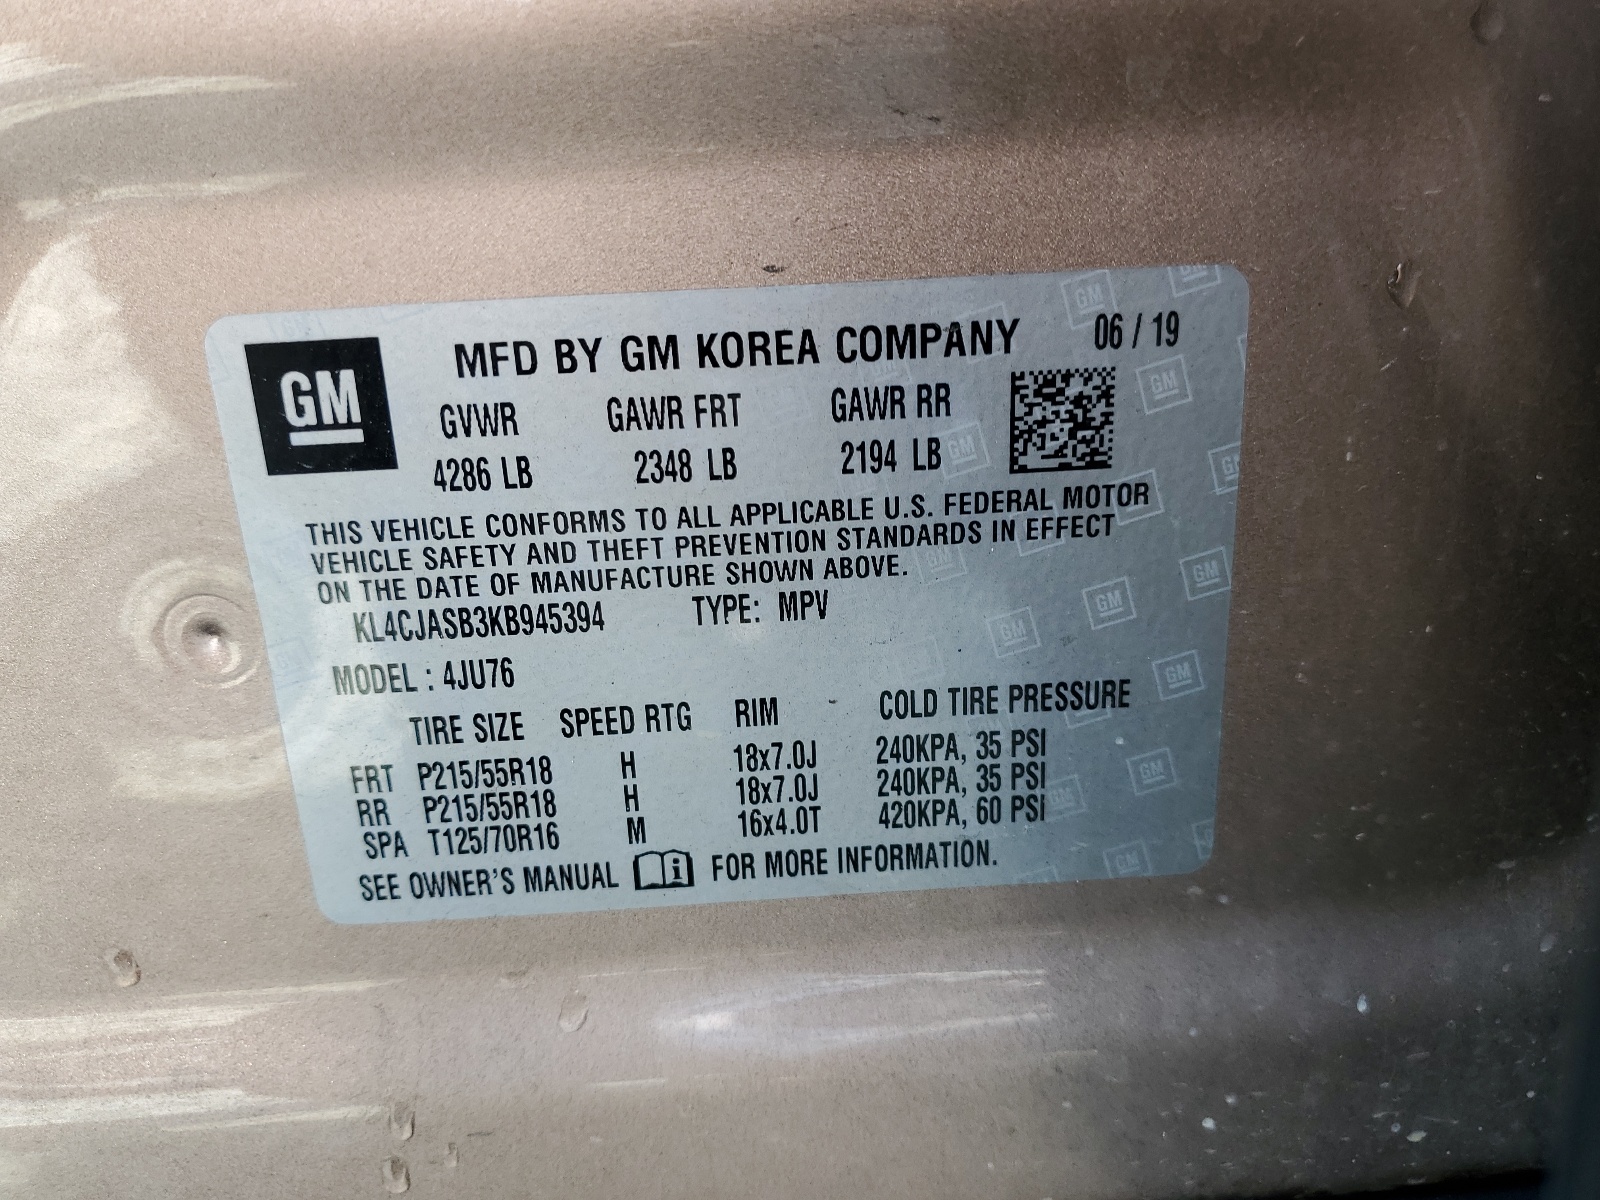 GM
MFD BY GM KOREA COMPANY 06 / 19
GVWR GAWR FRT GAWR RR
4286 LB 2348 LB 2194 LB
THIS VEHICLE CONFORMS TO ALL APPLICABLE U.S. FEDERAL MOTOR
VEHICLE SAFETY AND THEFT PREVENTION STANDARDS IN EFFECT
ON THE DATE OF MANUFACTURE SHOWN ABOVE.
KL4CJASB3KB945394 TYPE: MPV
MODEL : 4JU76
TIRE SIZE SPEED RTG RIM COLD TIRE PRESSURE
FRT P215/55R18 H 18x7.0J 240KPA, 35 PSI
RR P215/55R18 H 18x7.0J 240KPA, 35 PSI
SPA T125/70R16 M 16x4.0T 420KPA, 60 PSI
SEE OWNER'S MANUAL i FOR MORE INFORMATION.